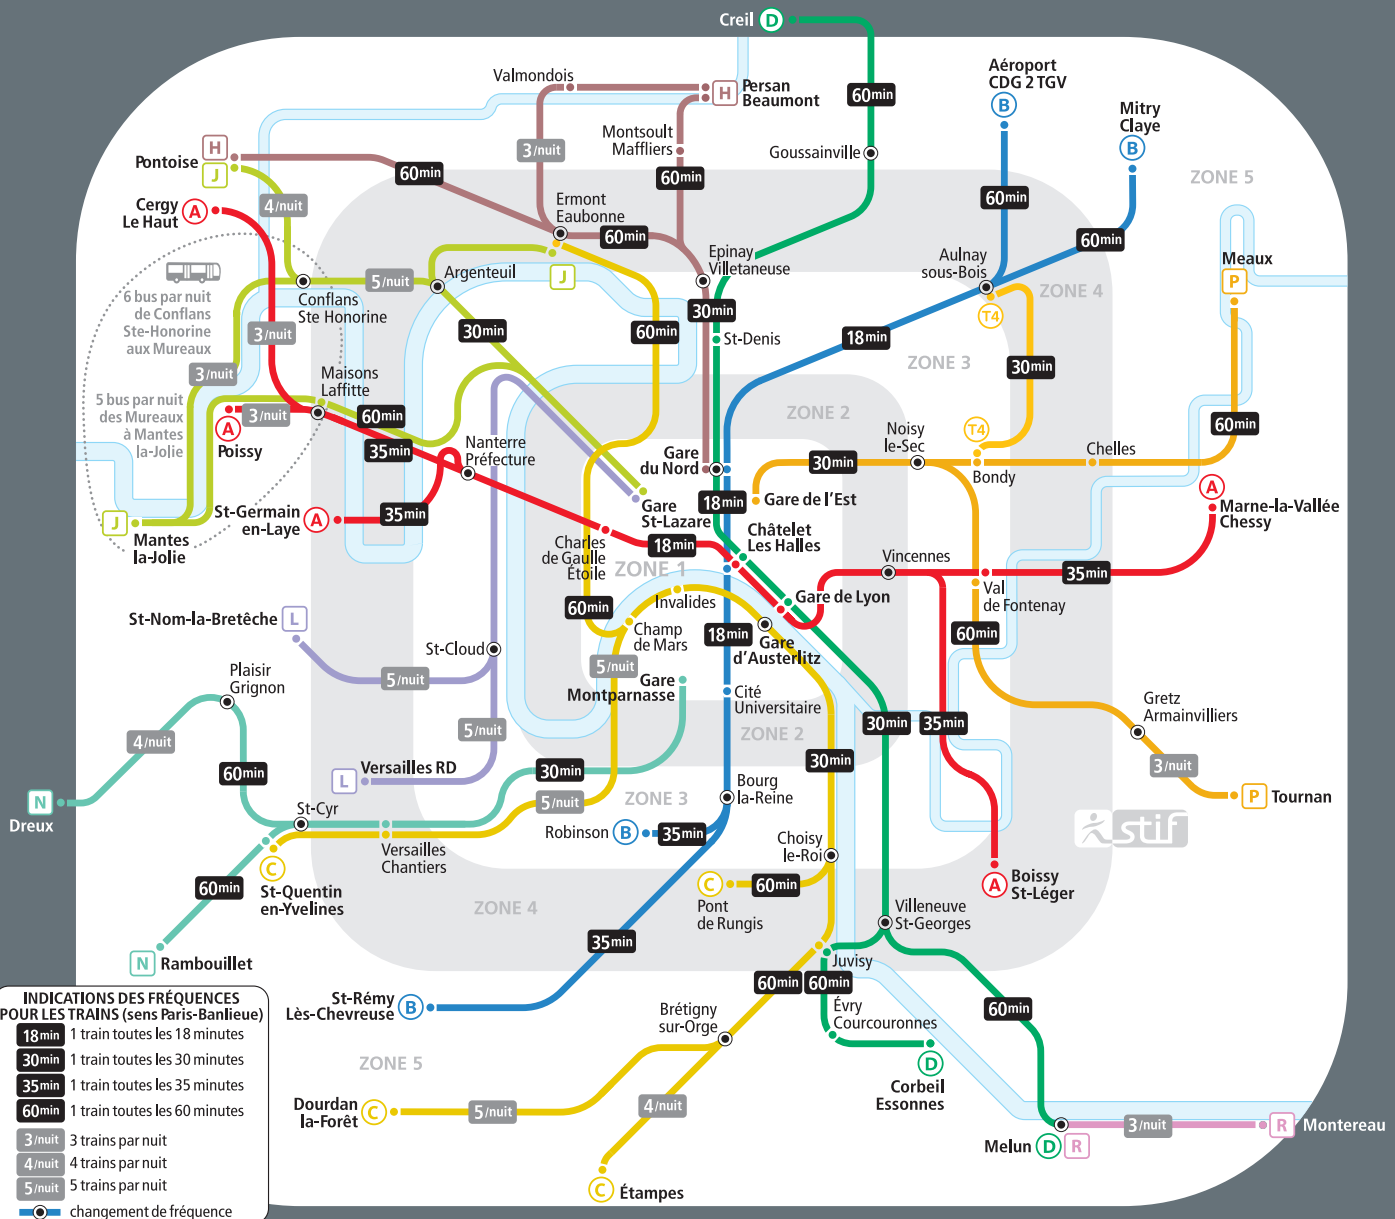 Creil D
Aéroport
CDG 2 TGV
B
Mitry
Claye
B
60min
Valmondois
H
Persan
Beaumont
Montsoult
Maffliers
3/nuit
60min
Goussainville
ZONE 5
Pontoise
H
J
60min
4/nuit
Cergy
Le Haut
A
Ermont
Eaubonne
60min
J
60min
60min
Epinay
Villetaneuse
Aulnay
sous-Bois
ZONE 4
T4
Meaux
P
6 bus par nuit
de Conflans
Ste-Honorine
aux Mureaux
5/nuit
Argenteuil
Conflans
Ste Honorine
30min
60min
30min
St-Denis
18min
ZONE 3
30min
3/nuit
3/nuit
Maisons
Laffitte
5 bus par nuit
des Mureaux
à Mantes
la-Jolie
3/nuit
A
Poissy
60min
35min
Nanterre
Préfecture
ZONE 2
Noisy
le-Sec
T4
Chelles
60min
Gare
du Nord
30min
Bondy
18min
Gare de l'Est
A
Marne-la-Vallée
Chessy
J
Mantes
la-Jolie
St-Germain
en-Laye
A
35min
Gare
St-Lazare
Châtelet
Les Halles
Charles
de Gaulle
Étoile
18min
ZONE 1
Vincennes
Val
de Fontenay
35min
Gare de Lyon
Invalides
60min
Champ
de Mars
18min
Gare
d'Austerlitz
60min
St-Nom-la-Bretêche
L
St-Cloud
5/nuit
5/nuit
Gare
Montparnasse
Cité
Universitaire
Plaisir
Grignon
Gretz
Armainvilliers
4/nuit
5/nuit
ZONE 2
30min
35min
60min
Versailles RD
L
30min
30min
3/nuit
N
Dreux
St-Cyr
5/nuit
ZONE 3
Bourg
la-Reine
P
Tournan
Robinson
B
35min
Choisy
le-Roi
stif
Versailles
Chantiers
C
St-Quentin
en-Yvelines
60min
C
60min
Pont
de Rungis
A
Boissy
St-Léger
ZONE 4
Villeneuve
St-Georges
N
Rambouillet
35min
Juvisy
60min
60min
St-Rémy
Lès-Chevreuse
B
Brétigny
sur-Orge
Évry
Courcouronnes
60min
ZONE 5
D
Corbeil
Essonnes
Dourdan
la-Forêt
C
5/nuit
4/nuit
Melun
D
R
3/nuit
R
Montereau
C
Étampes
INDICATIONS DES FRÉQUENCES
POUR LES TRAINS (sens Paris-Banlieue)
18min 1 train toutes les 18 minutes
30min 1 train toutes les 30 minutes
35min 1 train toutes les 35 minutes
60min 1 train toutes les 60 minutes
3/nuit 3 trains par nuit
4/nuit 4 trains par nuit
5/nuit 5 trains par nuit
changement de fréquence